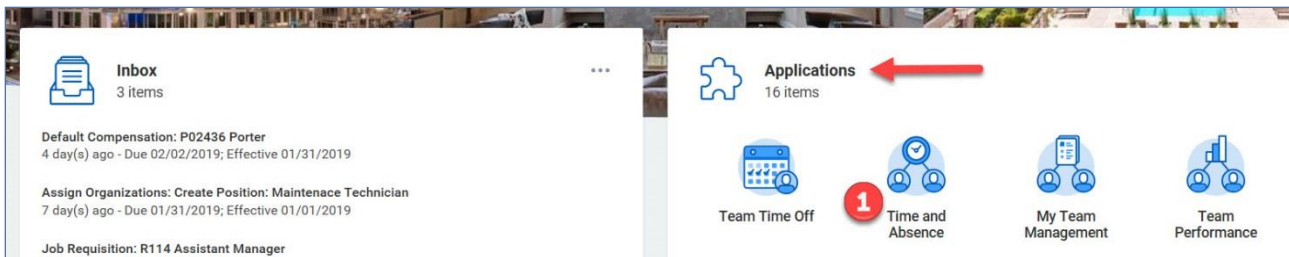 Inbox
3 items
Default Compensation: P02436 Porter
4 day(s) ago - Due 02/02/2019; Effective 01/31/2019
Assign Organizations: Create Position: Maintenace Technician
7 day(s) ago - Due 01/31/2019; Effective 01/01/2019
Job Requisition: R114 Assistant Manager
Applications
16 items
Team Time Off
1
Time and
Absence
My Team
Management
Team
Performance